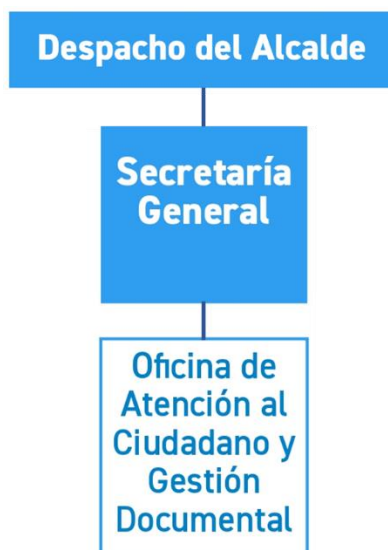 Despacho del Alcalde
Secretaría
General
Oficina de
Atención al
Ciudadano y
Gestión
Documental